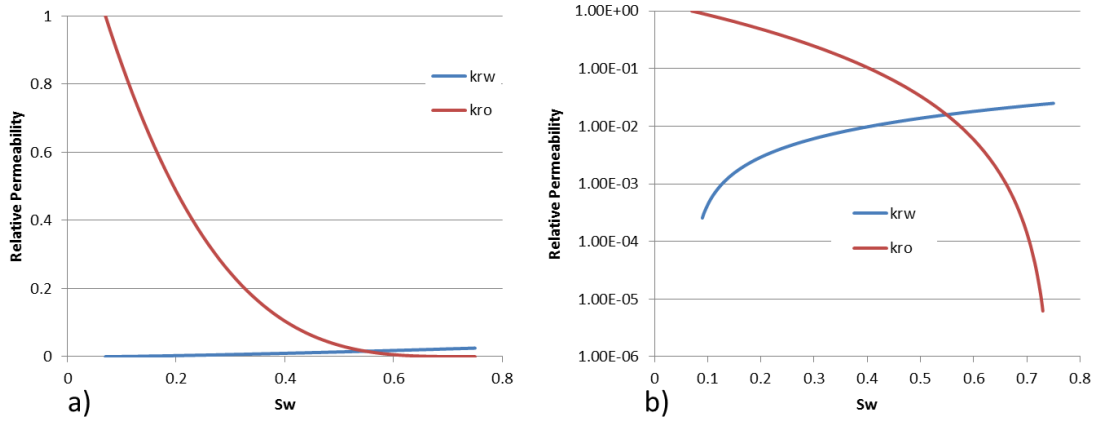 1
0.8
0.6
0.4
0.2
0
0
0.2
0.4
0.6
0.8
Relative Permeability
Sw
krw
kro
a)
1.00E+00
1.00E-01
1.00E-02
1.00E-03
1.00E-04
1.00E-05
1.00E-06
0
0.1
0.2
0.3
0.4
0.5
0.6
0.7
0.8
Relative Permeability
Sw
krw
kro
b)